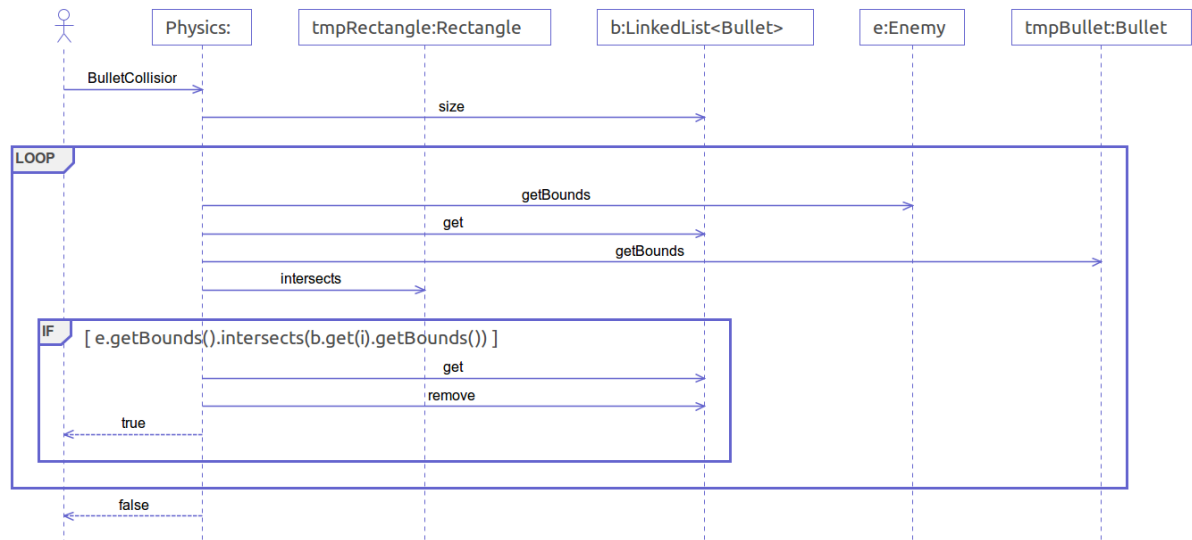 Physics:
tmpRectangle:Rectangle
b:LinkedList<Bullet>
e:Enemy
tmpBullet:Bullet
BulletCollisior
size
LOOP
getBounds
get
getBounds
intersects
IF
[ e.getBounds().intersects(b.get(i).getBounds()) ]
get
remove
true
false